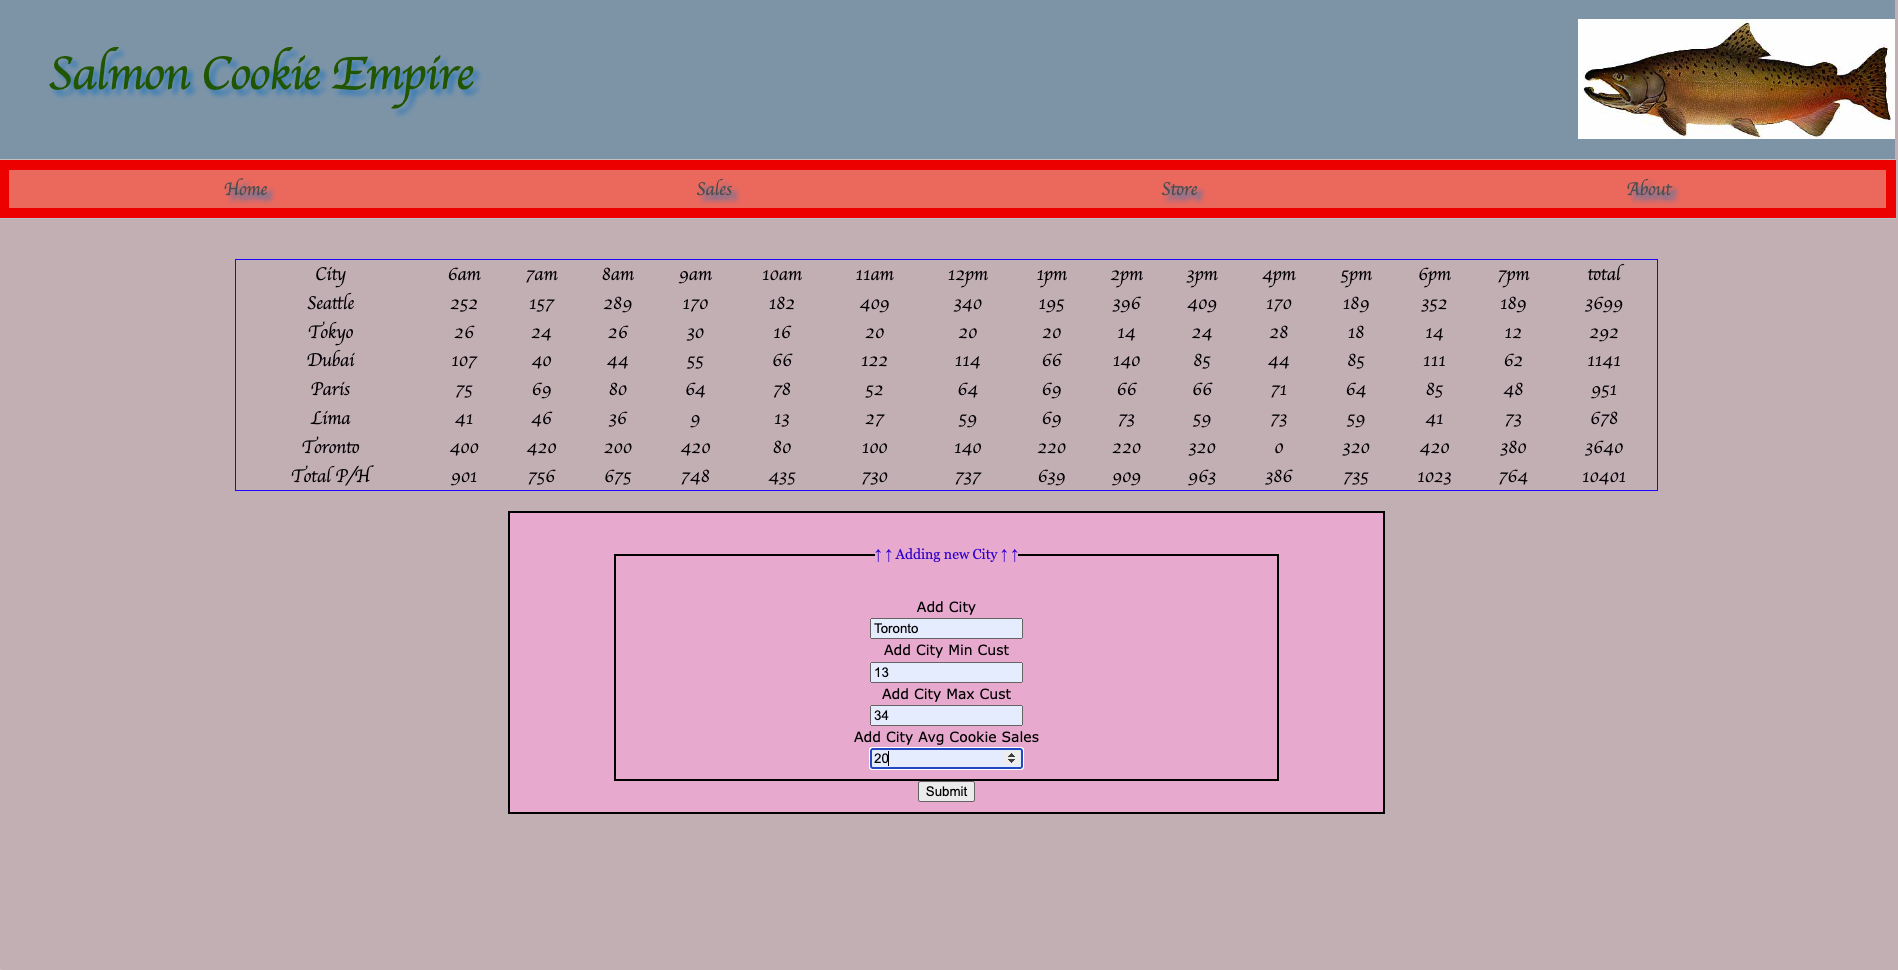 Salmon Cookie Empire
Home Sales Store About
City 6am 7am 8am 9am 10am 11am 12pm 1pm 2pm 3pm 4pm 5pm 6pm 7pm total
Seattle 252 157 289 170 182 409 340 195 396 409 170 189 352 189 3699
Tokyo 26 24 26 30 16 20 20 20 14 24 28 18 14 12 292
Dubai 107 40 44 55 66 122 114 66 140 85 44 85 111 62 1141
Paris 75 69 80 64 78 52 64 69 66 66 71 64 85 48 951
Lima 41 46 36 9 13 27 59 69 73 59 73 59 41 73 678
Toronto 400 420 200 420 80 100 140 220 220 320 0 320 420 380 3640
Total P/H 901 756 675 748 435 730 737 639 909 963 386 735 1023 764 10401
↑ ↑ Adding new City ↑ ↑
Add City
Toronto
Add City Min Cust
13
Add City Max Cust
34
Add City Avg Cookie Sales
20
Submit